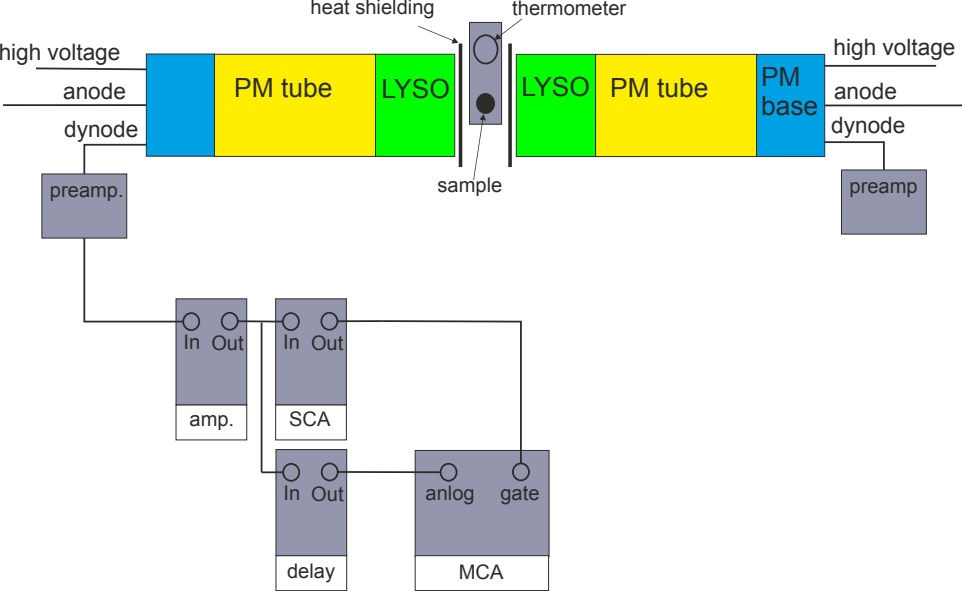 heat shielding
thermometer
high voltage
anode
dynode
PM tube
LYSO
LYSO
PM tube
PM
base
high voltage
anode
dynode
sample
preamp.
preamp
In Out
amp.
In Out
SCA
In Out
delay
anlog gate
MCA